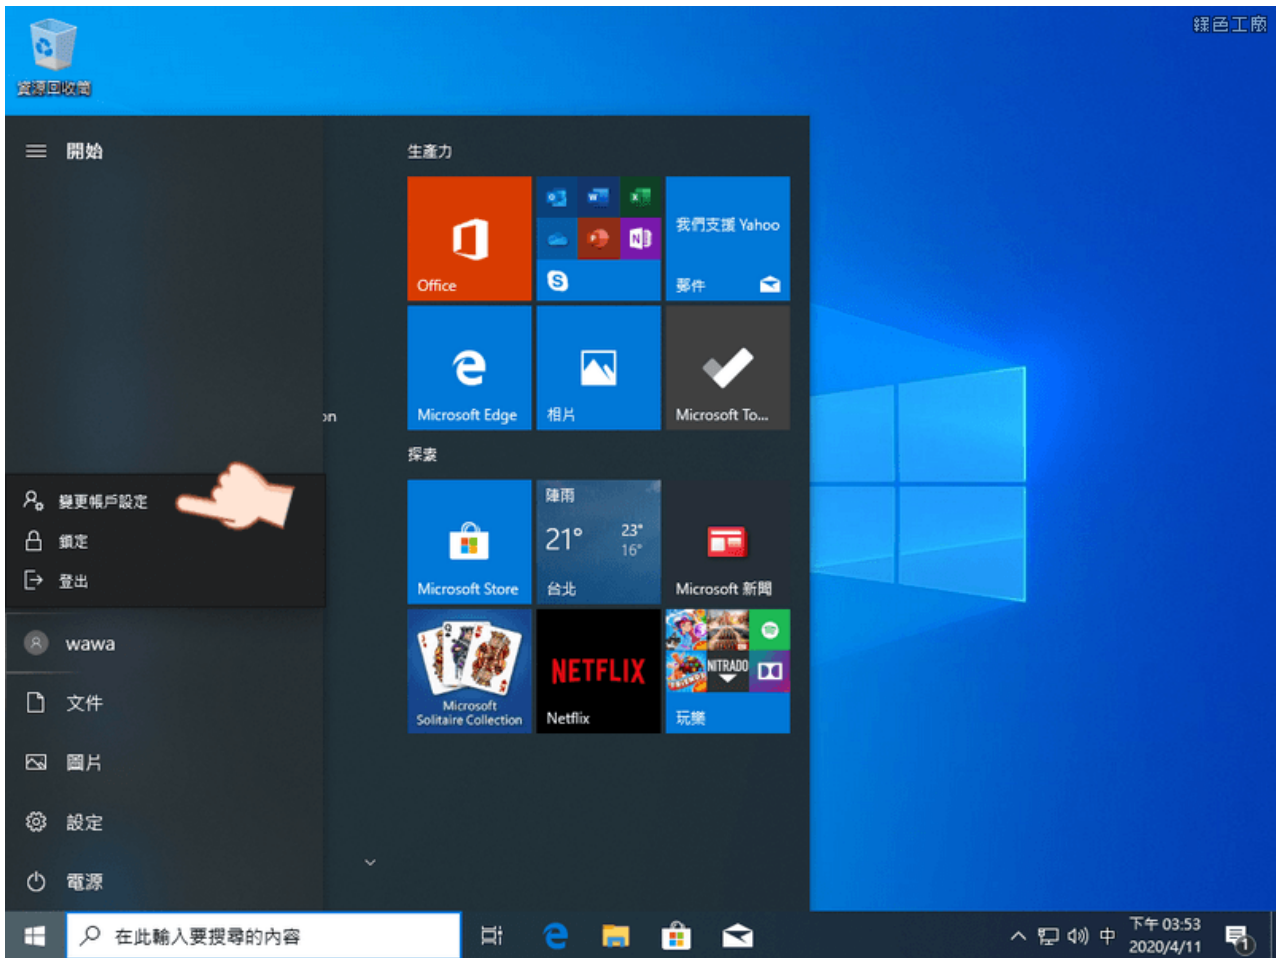 綠色工廠
資源回收筒
開始
生產力
Office
我們支援 Yahoo
郵件
Microsoft Edge
相片
Microsoft To...
on
探索
變更帳戶設定
鎖定
登出
Microsoft Store
陣雨
21° 23°
16°
台北
Microsoft 新聞
wawa
Microsoft
Solitaire Collection
NETFLIX
Netflix
NITRADO
玩樂
文件
圖片
設定
電源
在此輸入要搜尋的內容
中
下午 03:53
2020/4/11
1